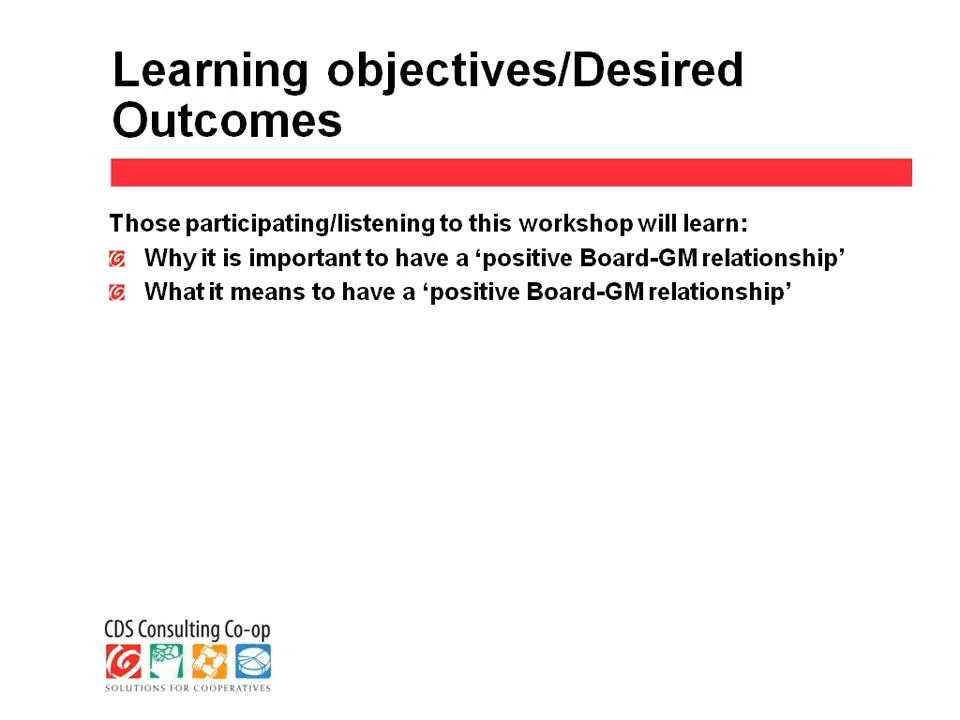 Learning objectives/Desired
Outcomes
Those participating/listening to this workshop will learn:
Why it is important to have a ‘positive Board-GM relationship’
What it means to have a ‘positive Board-GM relationship’
CDS Consulting Co-op
SOLUTIONS FOR COOPERATIVES